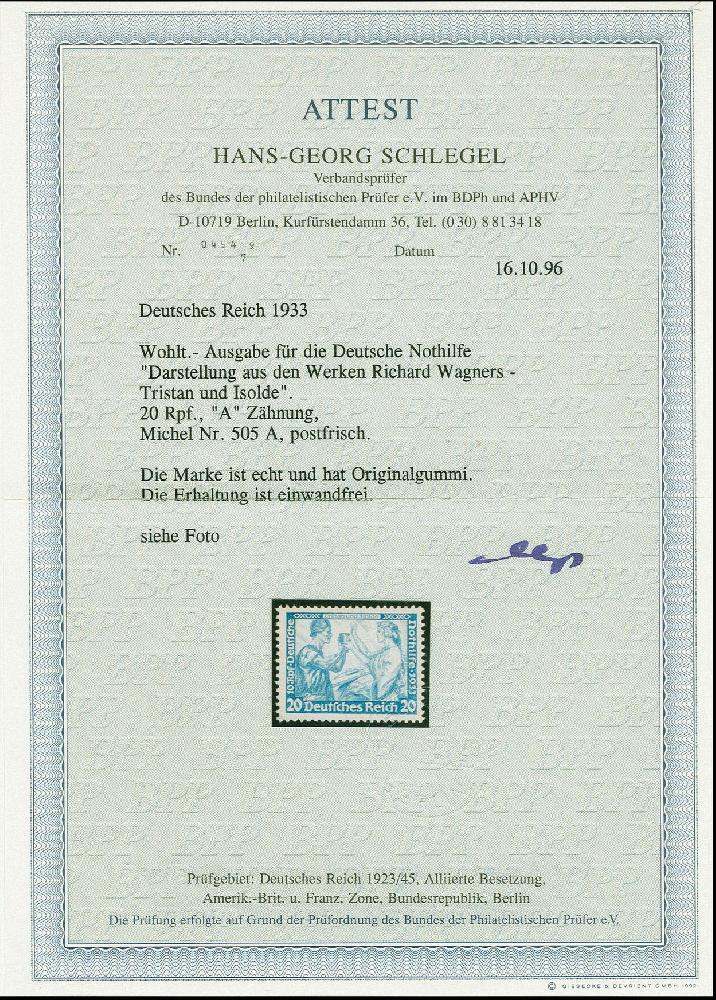 ATTEST
HANS-GEORG SCHLEGEL
Verbandsprüfer
des Bundes der philatelistischen Prüfer e.V. im BDPh und APHV
D-10719 Berlin, Kurfürstendamm 36, Tel. (0 30) 8 81 34 18
Nr. Datum
16.10.96
Deutsches Reich 1933
Wohlt.- Ausgabe für die Deutsche Nothilfe
"Darstellung aus den Werken Richard Wagners -
Tristan und Isolde".
20 Rpf., "A" Zähnung,
Michel Nr. 505 A, postfrisch.
Die Marke ist echt und hat Originalgummi.
Die Erhaltung ist einwandfrei.
siehe Foto
Deutsche
Nothilfe·1933
20 Deutsches Reich 20
Prüfgebiet: Deutsches Reich 1923/45, Alliierte Besetzung,
Amerik.-Brit. u. Franz. Zone, Bundesrepublik, Berlin
Die Prüfung erfolgte auf Grund der Prüfordnung des Bundes der Philatelistischen Prüfer e.V.
© GIESECKE & DEVRIENT GMBH
BPP